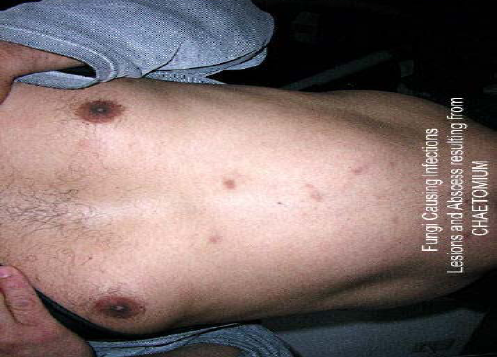 Fungi Causing Infections
Lesions and Abscess resulting from
CHAETOMIUM